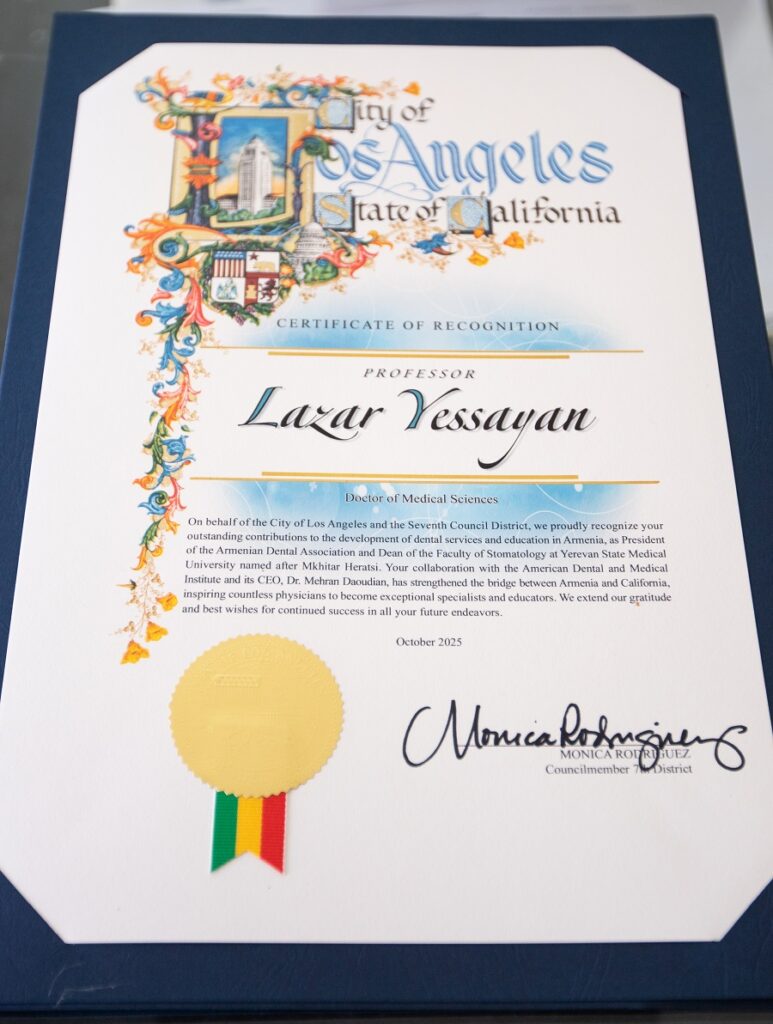 City of
Los Angeles
State of California
CERTIFICATE OF RECOGNITION
PROFESSOR
Lazar Yessayan
Doctor of Medical Sciences
On behalf of the City of Los Angeles and the Seventh Council District, we proudly recognize your
outstanding contributions to the development of dental services and education in Armenia, as President
of the Armenian Dental Association and Dean of the Faculty of Stomatology at Yerevan State Medical
University named after Mkhitar Heratsi. Your collaboration with the American Dental and Medical
Institute and its CEO, Dr. Mehran Daoudian, has strengthened the bridge between Armenia and California,
inspiring countless physicians to become exceptional specialists and educators. We extend our gratitude
and best wishes for continued success in all your future endeavors.
October 2025
Monica Rodriguez
MONICA RODRIGUEZ
Councilmember 7th District